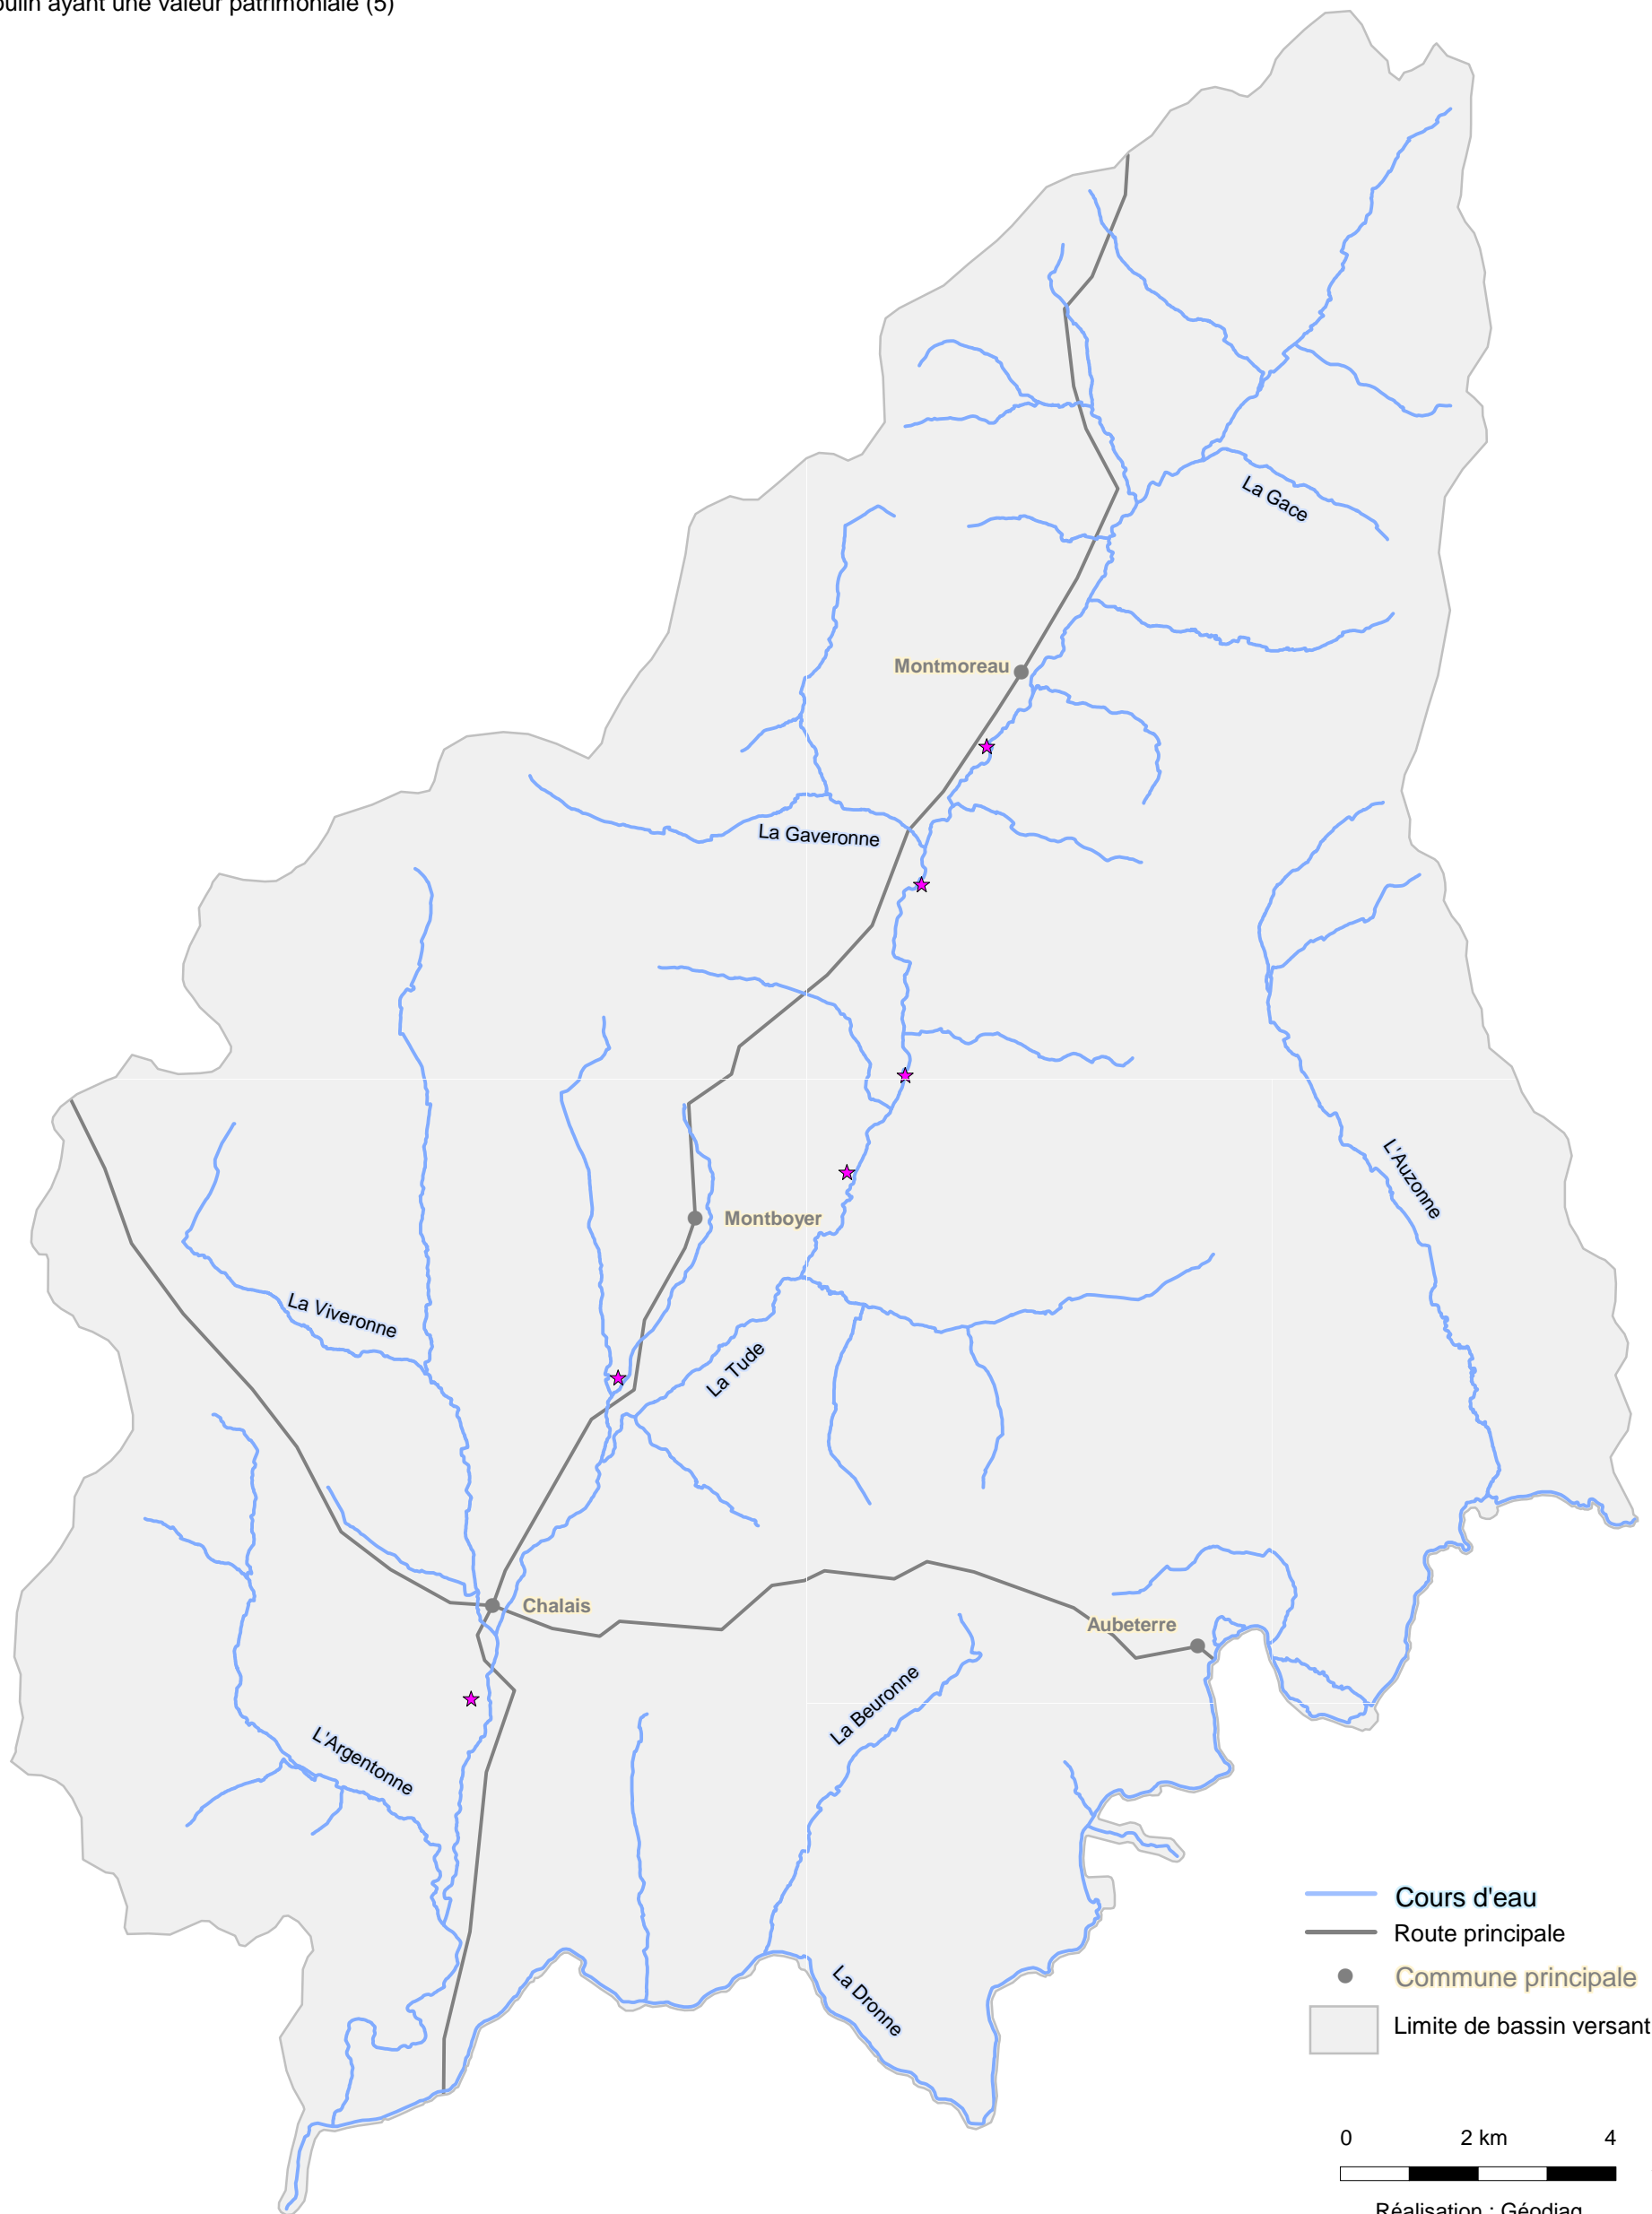 ayant une valeur patrimoniale (5)
La Gace
Montmoreau
La Gaveronne
L'Auzonne
Montboyer
La Viveronne
La Tude
Chalais
Aubeterre
La Beuronne
L'Argentonne
La Dronne
Cours d'eau
Route principale
Commune principale
Limite de bassin versant
0 2 km 4
Réalisation : Géodiag